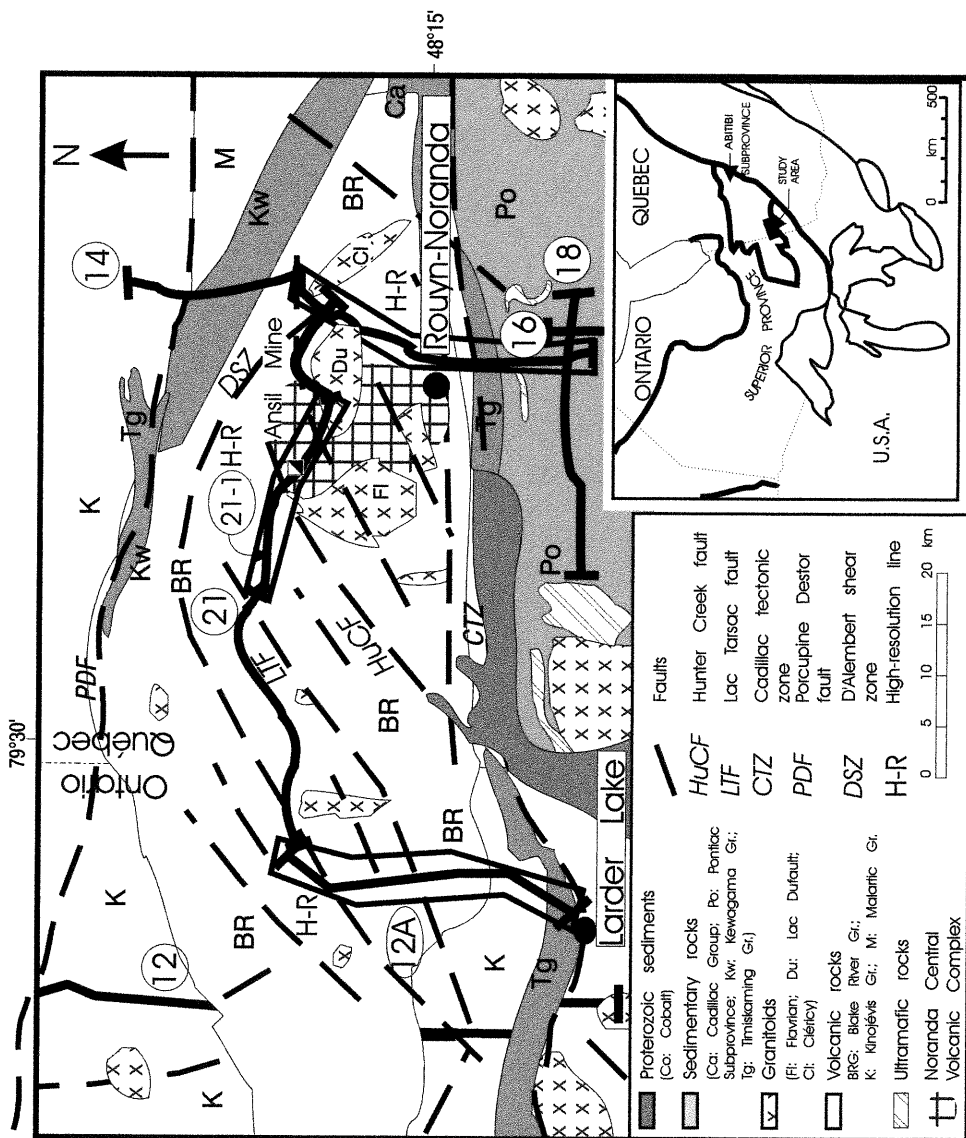 79°30'
48°15'
N
14
K
Tg
Kw
M
Kw
PDF
Ontario
Québec
K
12
K
BR
21-1
H-R
DSZ
Ansil
Mine
Cl
BR
Ca
21
LTF
HuCF
Fl
Du
H-R
Rouyn-Noranda
BR
H-R
12A
BR
BR
CTZ
Tg
Tg
Po
16
18
Po
K
Tg
Larder Lake
Proterozoic sediments
(Co: Cobalt)
Sedimentary rocks
(Ca: Cadillac Group; Po: Pontiac
Subprovince; Kw: Kewagama Gr.;
Tg: Timiskaming Gr.)
Granitoids
(Fl: Flavrian; Du: Lac Dufault;
Cl: Cléricy)
Volcanic rocks
BRG: Blake River Gr.;
K: Kinojévis Gr.; M: Malartic Gr.
Ultramafic rocks
Noranda Central
Volcanic Complex
Faults
HuCF Hunter Creek fault
LTF Lac Tarsac fault
CTZ Cadillac tectonic
zone
PDF Porcupine Destor
fault
DSZ D'Alembert shear
zone
H-R High-resolution line
0 5 10 15 20 km
ONTARIO
QUEBEC
SUPERIOR PROVINCE
ABITIBI
SUBPROVINCE
STUDY
AREA
U.S.A.
0 km 500